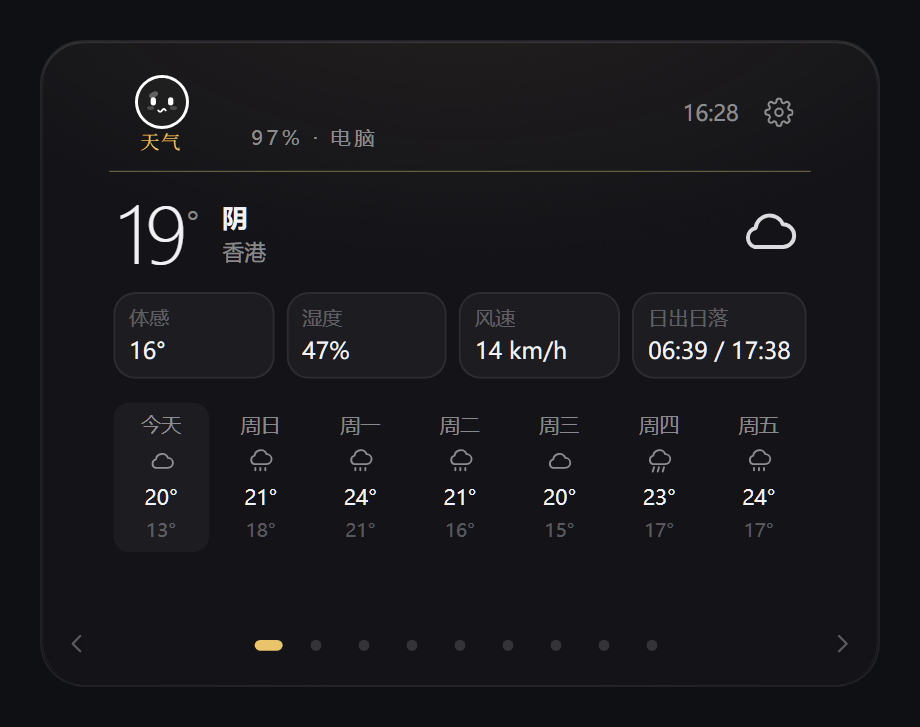 16:28
天气
97% · 电脑
19°
阴
香港
体感
16°
湿度
47%
风速
14 km/h
日出日落
06:39 / 17:38
今天 周日 周一 周二 周三 周四 周五
20° 21° 24° 21° 20° 23° 24°
13° 18° 21° 16° 15° 17° 17°